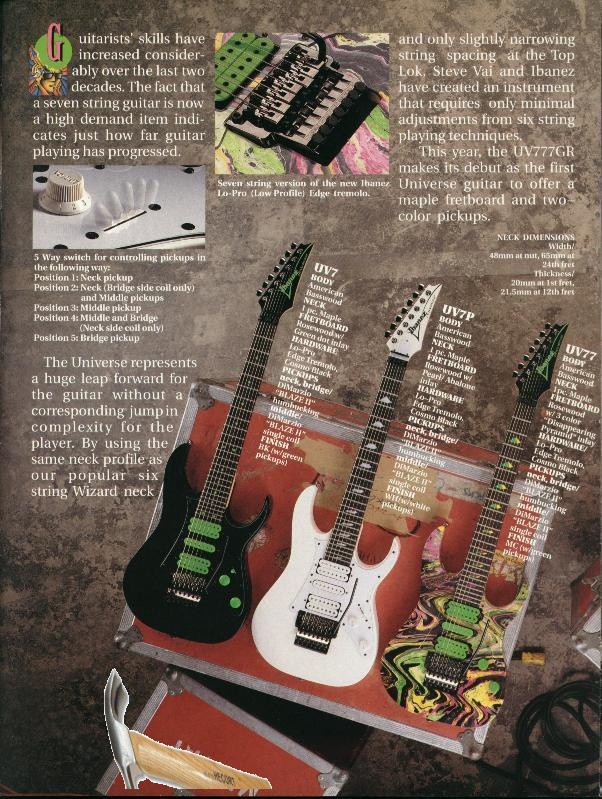 Guitarists' skills have
increased consider-
ably over the last two
decades. The fact that
a seven string guitar is now
a high demand item indi-
cates just how far guitar
playing has progressed.
5 Way switch for controlling pickups in
the following way:
Position 1: Neck pickup
Position 2: Neck (Bridge side coil only)
and Middle pickups
Position 3: Middle pickup
Position 4: Middle and Bridge
(Neck side coil only)
Position 5: Bridge pickup
The Universe represents
a huge leap forward for
the guitar without a
corresponding jump in
complexity for the
player. By using the
same neck profile as
our popular six
string Wizard neck
Seven string version of the new Ibanez
Lo-Pro (Low Profile) Edge tremolo.
and only slightly narrowing
string spacing at the Top
Lok, Steve Vai and Ibanez
have created an instrument
that requires only minimal
adjustments from six string
playing techniques.
This year, the UV777GR
makes its debut as the first
Universe guitar to offer a
maple fretboard and two-
color pickups.
NECK DIMENSIONS
Width/
48mm at nut, 65mm at
24th fret
Thickness/
20mm at 1st fret,
21.5mm at 12th fret
UV7
BODY
American
Basswood
NECK
1 pc. Maple
FRETBOARD
Rosewood w/
Green dot inlay
HARDWARE
Lo-Pro
Edge Tremolo,
Cosmo Black
PICKUPS
neck, bridge/
DiMarzio
"BLAZE II"
humbucking
middle/
DiMarzio
"BLAZE II"
single coil
FINISH
BK (w/green
pickups)
UV7P
BODY
American
Basswood
NECK
1 pc. Maple
FRETBOARD
Rosewood w/
Pearl/Abalone
inlay
HARDWARE
Lo-Pro
Edge Tremolo,
Cosmo Black
PICKUPS
neck, bridge/
DiMarzio
"BLAZE II"
humbucking
middle/
DiMarzio
"BLAZE II"
single coil
FINISH
WH (w/white
pickups)
UV77
BODY
American
Basswood
NECK
1 pc. Maple
FRETBOARD
Rosewood
w/3 color
"Disappearing
Pyramid" inlay
HARDWARE/
Lo-Pro
Edge Tremolo,
Cosmo Black
PICKUPS
neck, bridge/
DiMarzio
"BLAZE II"
humbucking
middle/
DiMarzio
"BLAZE II"
single coil
FINISH
MC (w/green
pickups)
Ibanez